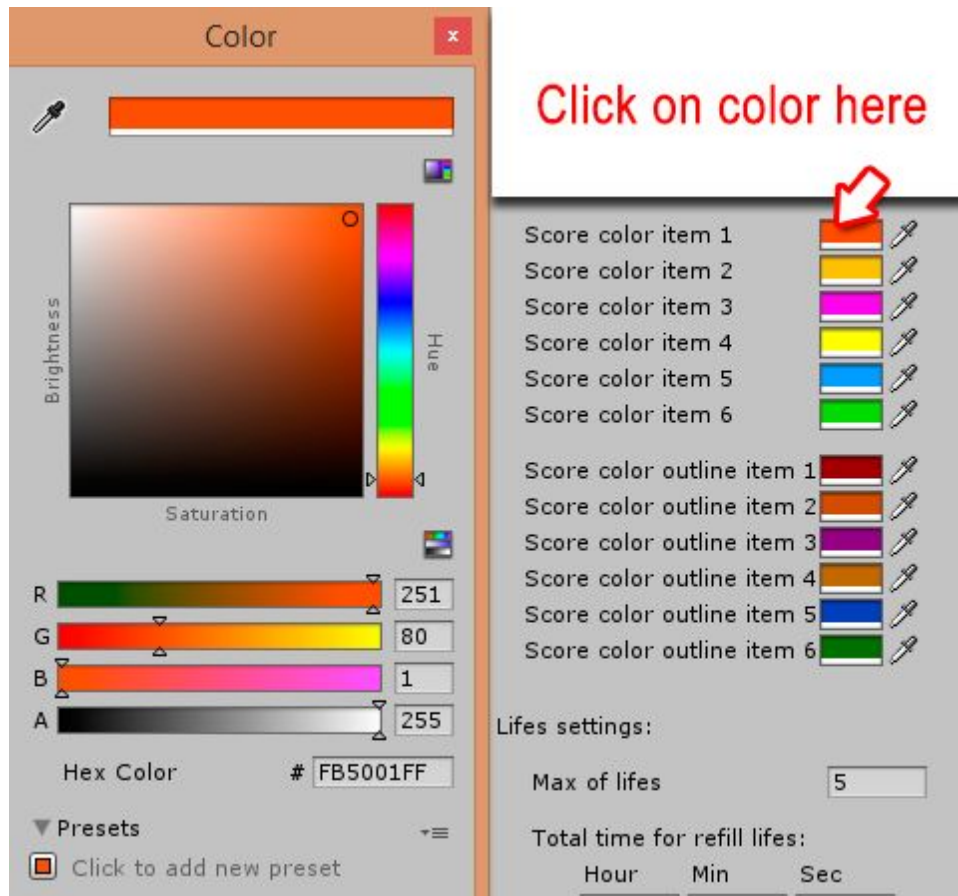 Color
x
Brightness
Hue
Saturation
R 251
G 80
B 1
A 255
Hex Color # FB5001FF
Presets
Click to add new preset
Click on color here
Score color item 1
Score color item 2
Score color item 3
Score color item 4
Score color item 5
Score color item 6
Score color outline item 1
Score color outline item 2
Score color outline item 3
Score color outline item 4
Score color outline item 5
Score color outline item 6
Lifes settings:
Max of lifes 5
Total time for refill lifes:
Hour Min Sec